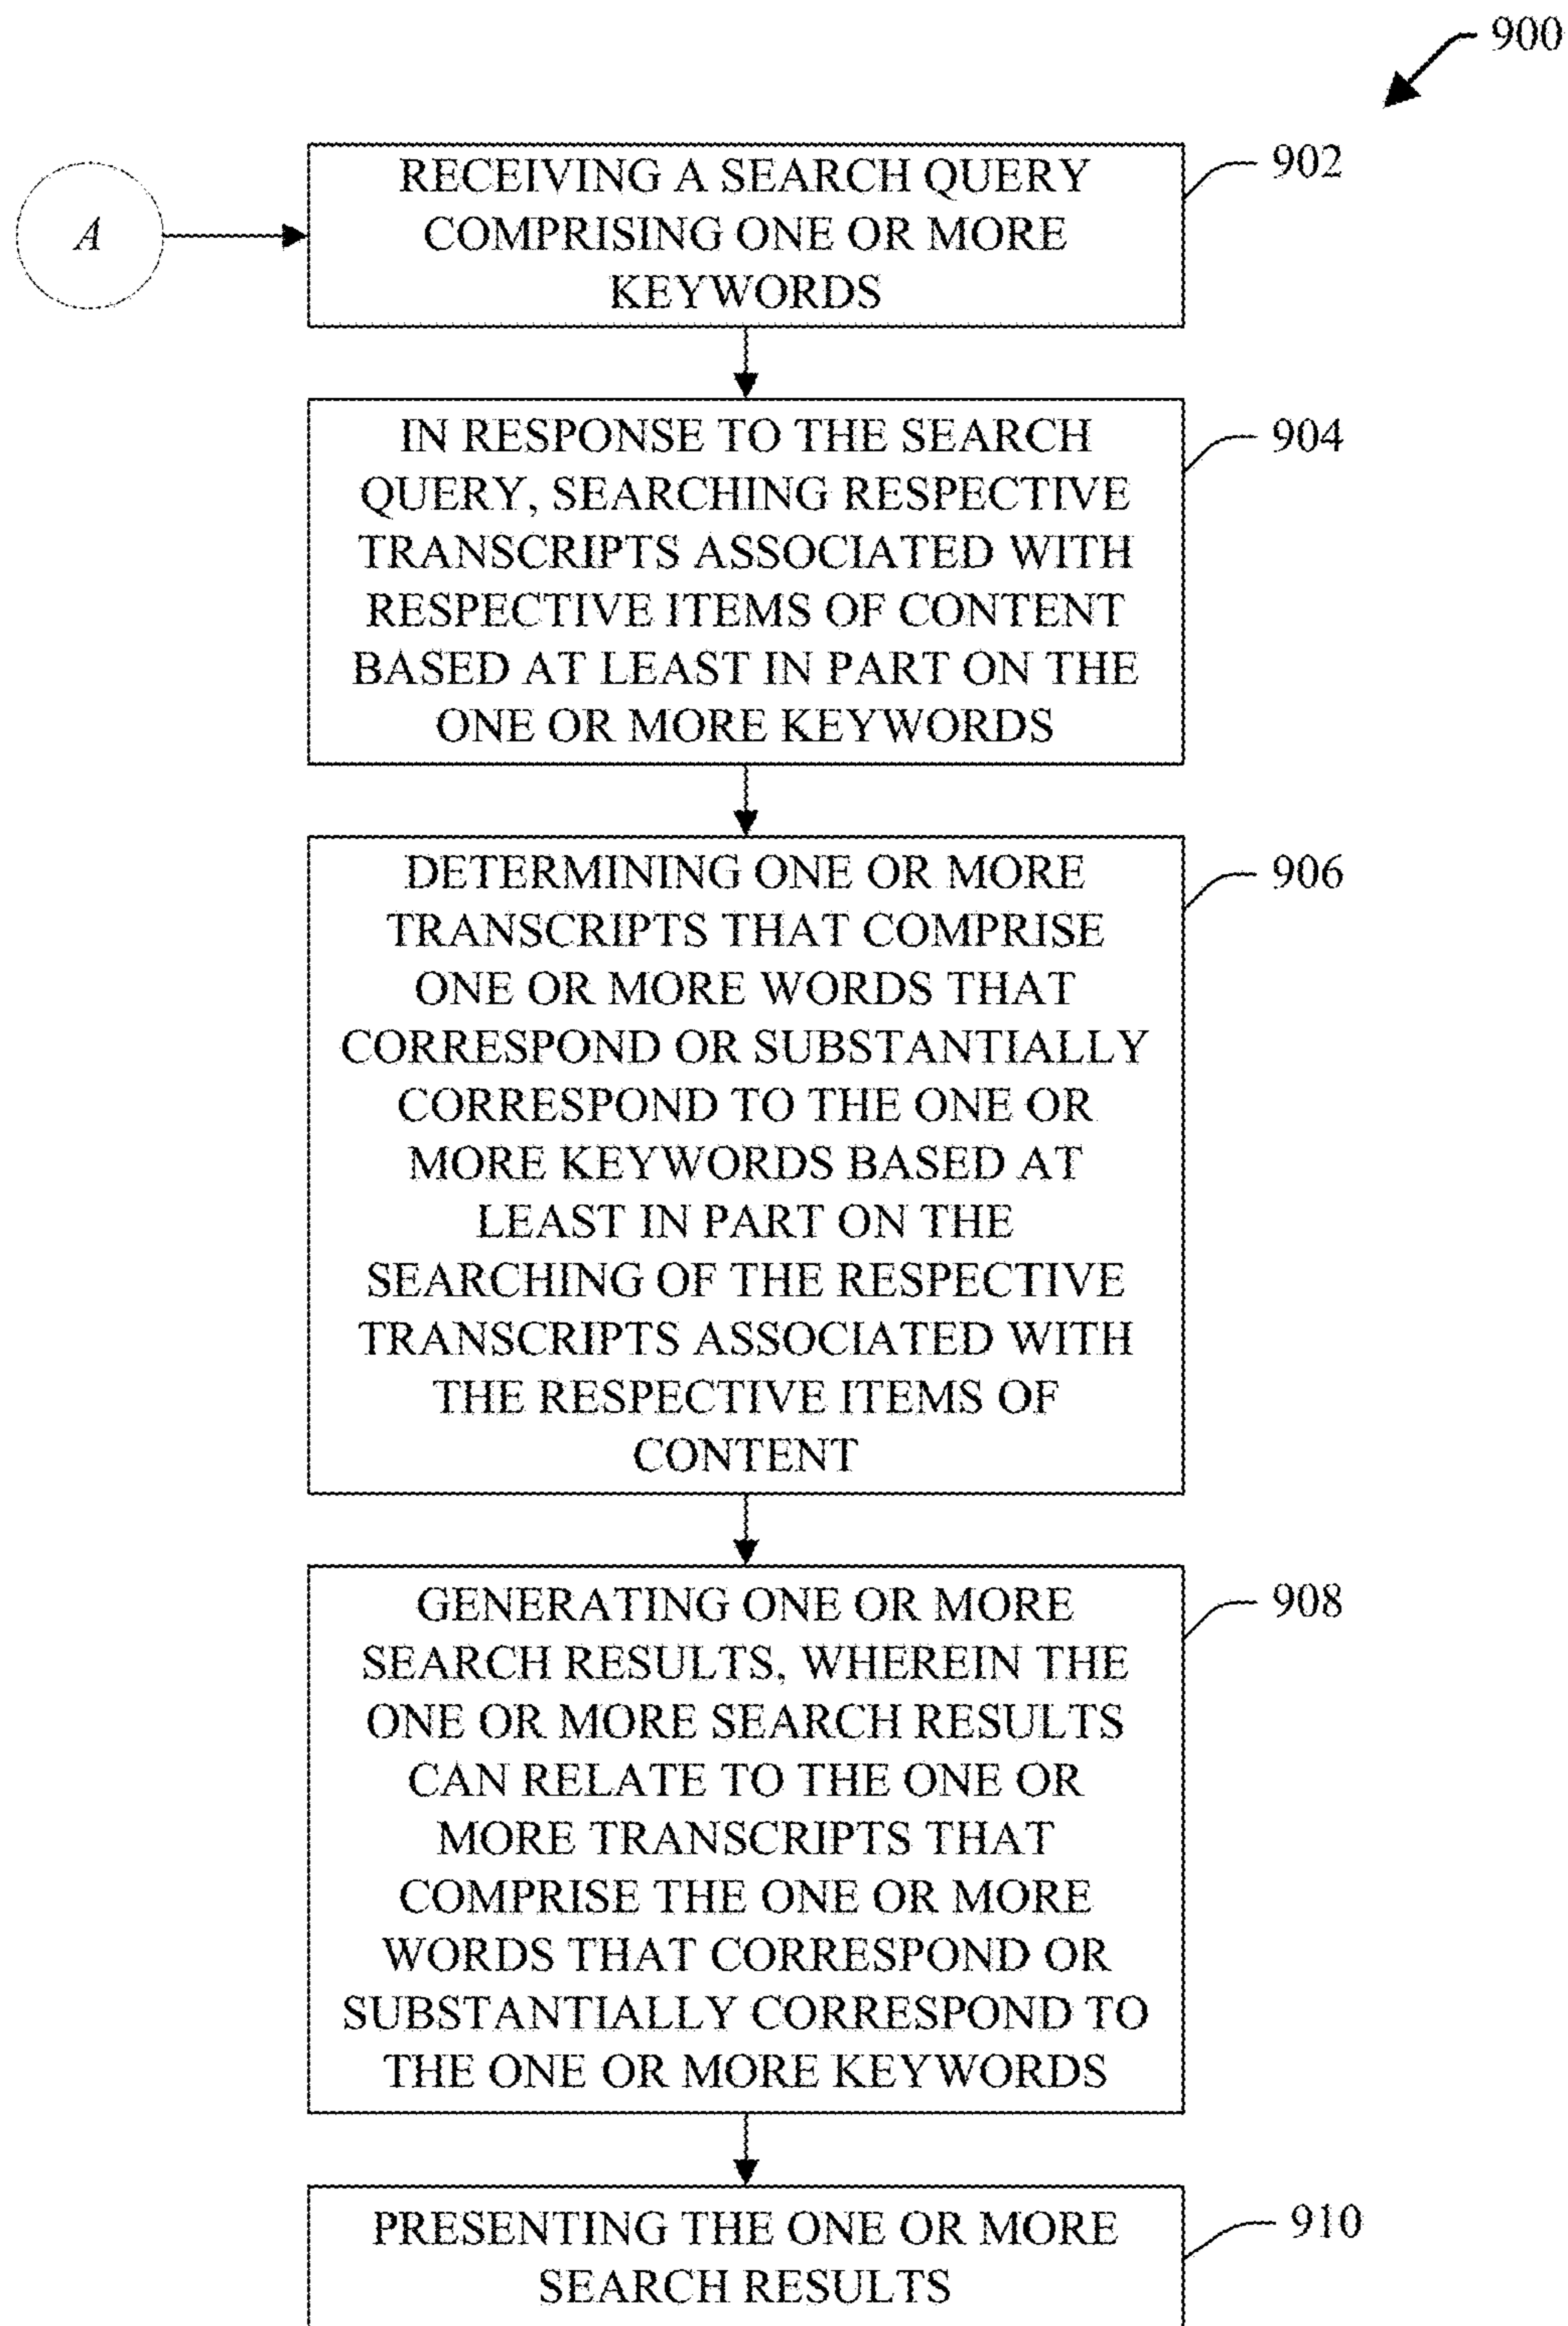 900
A
RECEIVING A SEARCH QUERY
COMPRISING ONE OR MORE
KEYWORDS
902
IN RESPONSE TO THE SEARCH
QUERY, SEARCHING RESPECTIVE
TRANSCRIPTS ASSOCIATED WITH
RESPECTIVE ITEMS OF CONTENT
BASED AT LEAST IN PART ON THE
ONE OR MORE KEYWORDS
904
DETERMINING ONE OR MORE
TRANSCRIPTS THAT COMPRISE
ONE OR MORE WORDS THAT
CORRESPOND OR SUBSTANTIALLY
CORRESPOND TO THE ONE OR
MORE KEYWORDS BASED AT
LEAST IN PART ON THE
SEARCHING OF THE RESPECTIVE
TRANSCRIPTS ASSOCIATED WITH
THE RESPECTIVE ITEMS OF
CONTENT
906
GENERATING ONE OR MORE
SEARCH RESULTS, WHEREIN THE
ONE OR MORE SEARCH RESULTS
CAN RELATE TO THE ONE OR
MORE TRANSCRIPTS THAT
COMPRISE THE ONE OR MORE
WORDS THAT CORRESPOND OR
SUBSTANTIALLY CORRESPOND TO
THE ONE OR MORE KEYWORDS
908
PRESENTING THE ONE OR MORE
SEARCH RESULTS
910